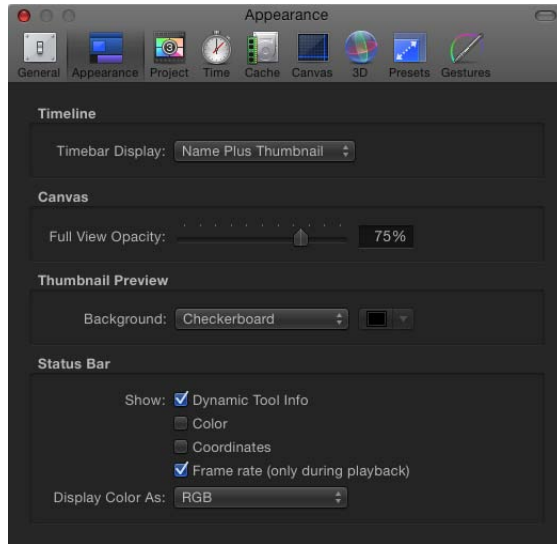 Appearance
General Appearance Project Time Cache Canvas 3D Presets Gestures
Timeline
Timebar Display: Name Plus Thumbnail
Canvas
Full View Opacity: 75%
Thumbnail Preview
Background: Checkerboard
Status Bar
Show: Dynamic Tool Info
Color
Coordinates
Frame rate (only during playback)
Display Color As: RGB